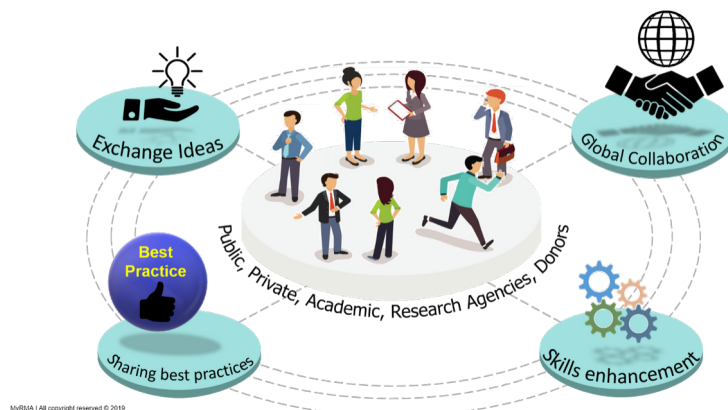 Exchange Ideas
Global Collaboration
Public, Private, Academic, Research Agencies, Donors
Best
Practice
Sharing best practices
Skills enhancement
MyRMA | All copyright reserved © 2019